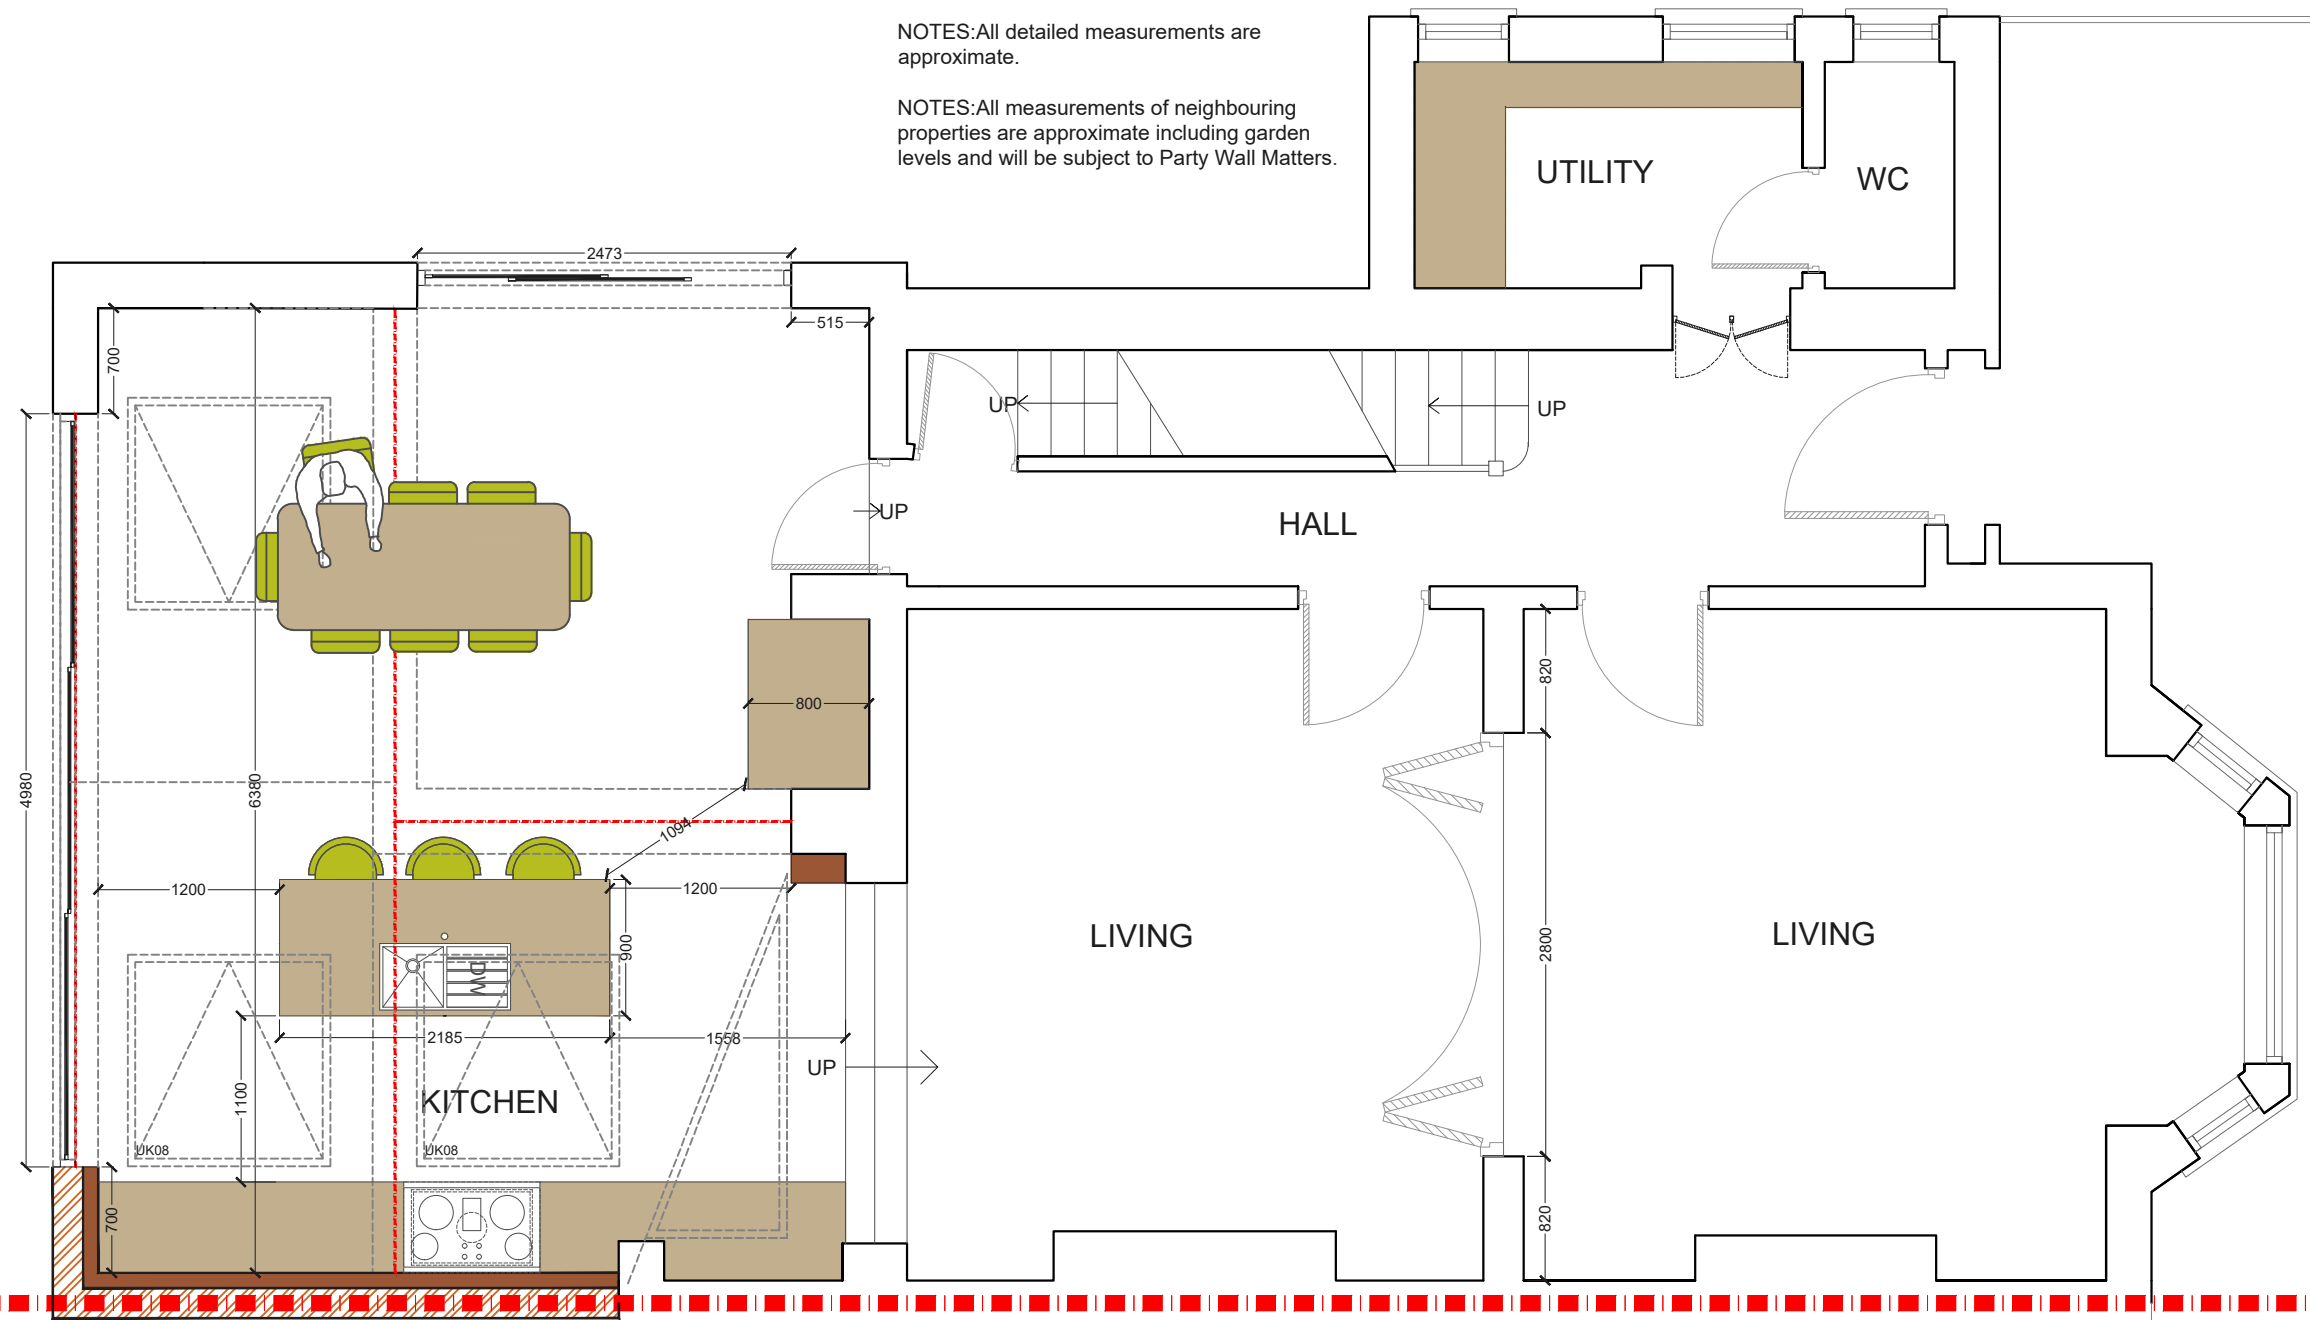 NOTES:All detailed measurements are
approximate.
NOTES:All measurements of neighbouring
properties are approximate including garden
levels and will be subject to Party Wall Matters.
UTILITY
WC
2473
515
700
UP
UP
UP
HALL
820
800
4980
6380
1094
1200
1200
900
LIVING
LIVING
2800
DW
2185
1558
UP
1100
KITCHEN
UK08
UK08
700
820